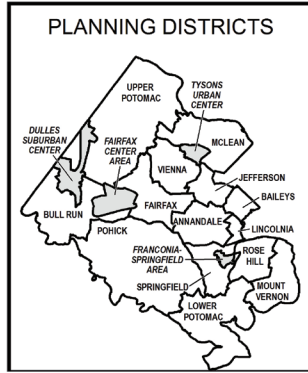 PLANNING DISTRICTS
UPPER
POTOMAC
TYSONS
URBAN
CENTER
DULLES
SUBURBAN
CENTER
FAIRFAX
CENTER
AREA
MCLEAN
VIENNA
JEFFERSON
BAILEYS
BULL RUN
FAIRFAX
ANNANDALE
LINCOLNIA
POHICK
FRANCONIA-
SPRINGFIELD
AREA
ROSE
HILL
SPRINGFIELD
MOUNT
VERNON
LOWER
POTOMAC